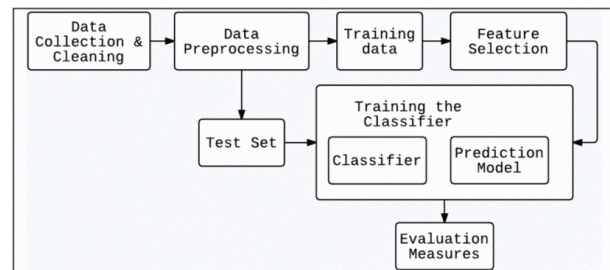 Data
Collection &
Cleaning
Data
Preprocessing
Training
data
Feature
Selection
Test Set
Training the
Classifier
Classifier
Prediction
Model
Evaluation
Measures